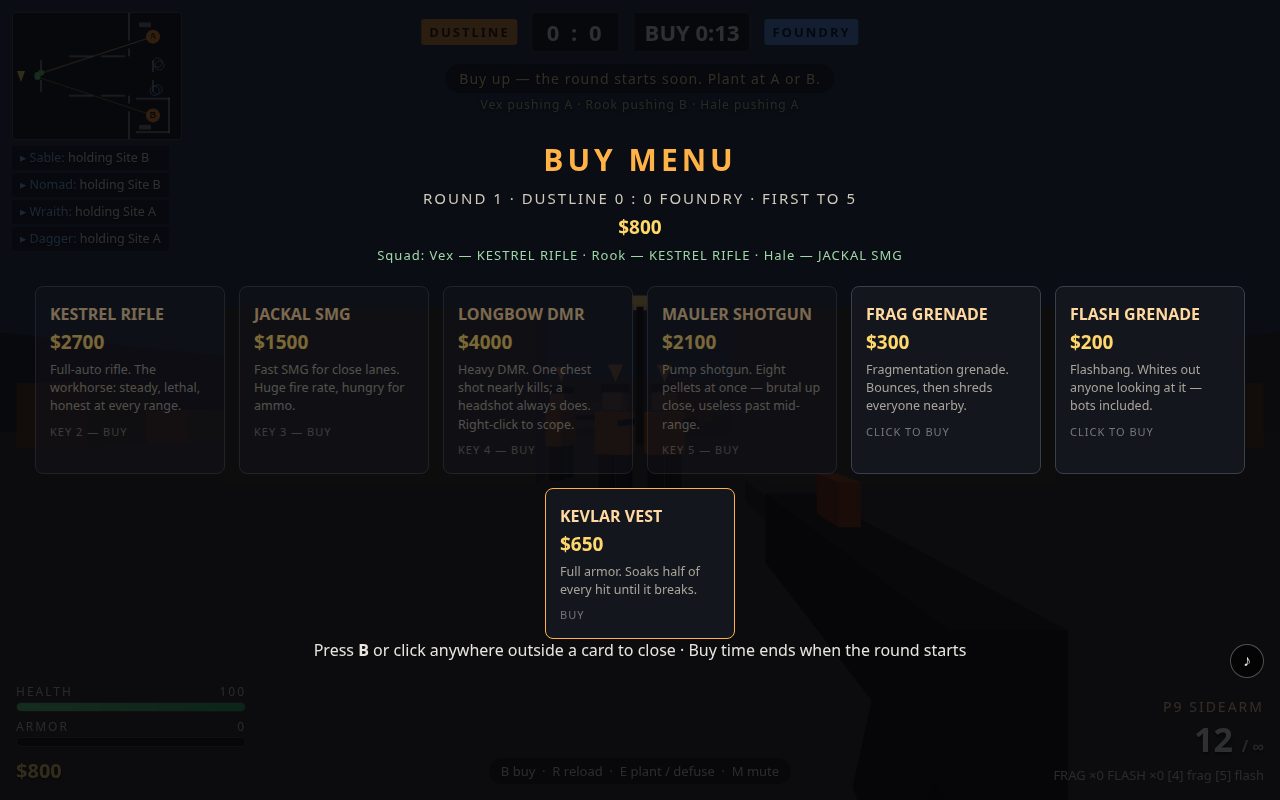 DUSTLINE
0 : 0
BUY 0:13
FOUNDRY
Buy up — the round starts soon. Plant at A or B.
Vex pushing A · Rook pushing B · Hale pushing A
A
B
▸ Sable: holding Site B
▸ Nomad: holding Site B
▸ Wraith: holding Site A
▸ Dagger: holding Site A
BUY MENU
ROUND 1 · DUSTLINE 0 : 0 FOUNDRY · FIRST TO 5
$800
Squad: Vex — KESTREL RIFLE · Rook — KESTREL RIFLE · Hale — JACKAL SMG
KESTREL RIFLE
$2700
Full-auto rifle. The
workhorse: steady, lethal,
honest at every range.
KEY 2 — BUY
JACKAL SMG
$1500
Fast SMG for close lanes.
Huge fire rate, hungry for
ammo.
KEY 3 — BUY
LONGBOW DMR
$4000
Heavy DMR. One chest
shot nearly kills; a
headshot always does.
Right-click to scope.
KEY 4 — BUY
MAULER SHOTGUN
$2100
Pump shotgun. Eight
pellets at once — brutal up
close, useless past mid-
range.
KEY 5 — BUY
FRAG GRENADE
$300
Fragmentation grenade.
Bounces, then shreds
everyone nearby.
CLICK TO BUY
FLASH GRENADE
$200
Flashbang. Whites out
anyone looking at it —
bots included.
CLICK TO BUY
KEVLAR VEST
$650
Full armor. Soaks half of
every hit until it breaks.
BUY
Press B or click anywhere outside a card to close · Buy time ends when the round starts
♪
HEALTH 100
ARMOR 0
$800
B buy · R reload · E plant / defuse · M mute
P9 SIDEARM
12 / ∞
FRAG ×0 FLASH ×0 [4] frag [5] flash